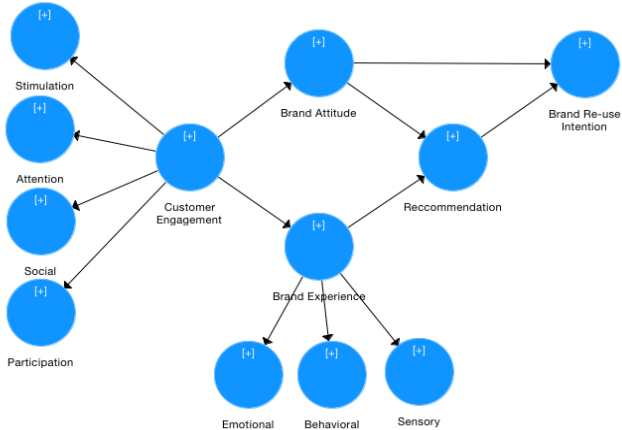 [+]
Stimulation
[+]
Attention
[+]
Social
[+]
Participation
[+]
Customer
Engagement
[+]
Brand Attitude
[+]
Brand Experience
[+]
Emotional
[+]
Behavioral
[+]
Sensory
[+]
Reccommendation
[+]
Brand Re-use
Intention